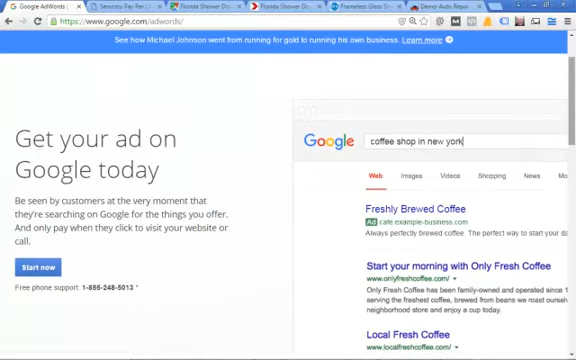 Google AdWords
Services-Pay Per Cl
Florida Shower Do
Florida Shower Do
Frameless Glass Sh
Demo-Auto Repair
https://www.google.com/adwords/
See how Michael Johnson went from running for gold to running his own business. Learn more
Get your ad on
Google today
Be seen by customers at the very moment that
they're searching on Google for the things you offer.
And only pay when they click to visit your website or
call.
Start now
Free phone support: 1-855-248-5013 *
Google
coffee shop in new york
Web Images Videos Shopping News Mo
Freshly Brewed Coffee
Ad cafe.example-business.com
Always perfectly brewed coffee. The perfect way to start your da
Start your morning with Only Fresh Coffee
www.onlyfreshcoffee.com/
Only Fresh Coffee has been family-owned and operated since 1
serving the freshest coffee, brewed from beans we roast ourselv
neighborhood store and enjoy a cup today.
Local Fresh Coffee
www.localfreshcoffee.com/